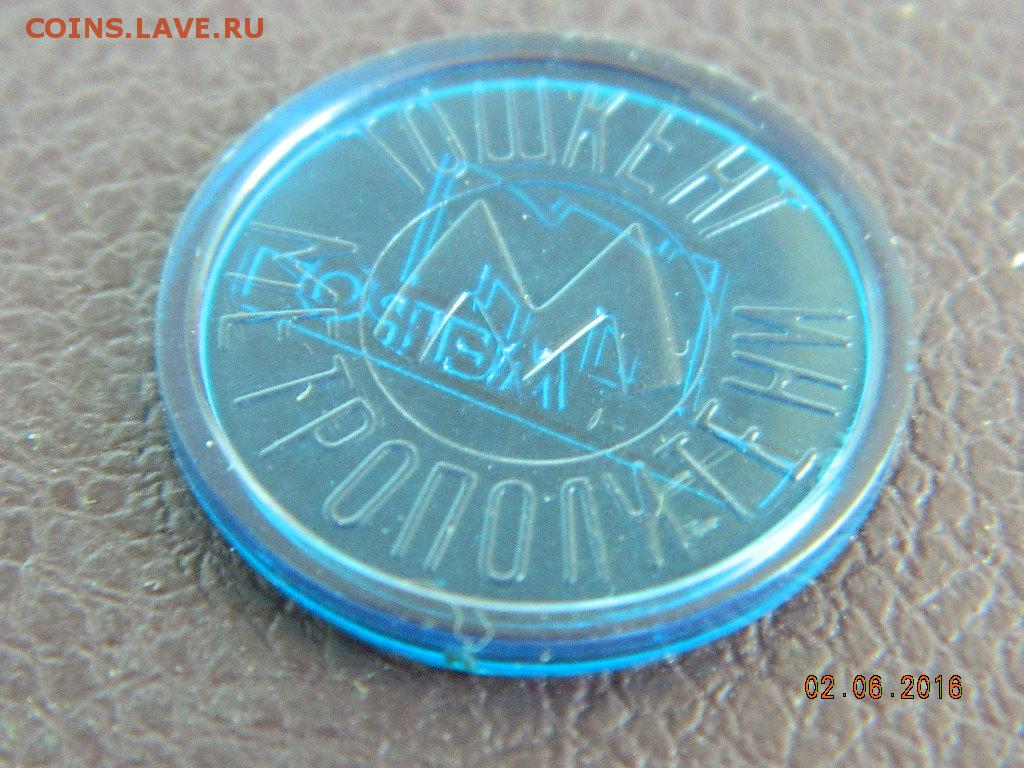 COINS.LAVE.RU
ТОШКЕНТ
МЕТРОПОЛИТЕНИ
М
02.06.2016